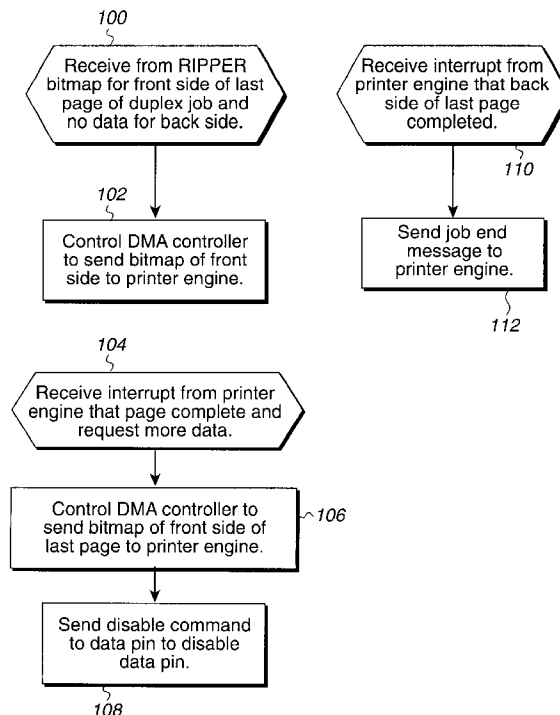 100
Receive from RIPPER
bitmap for front side of last
page of duplex job and
no data for back side.
102
Control DMA controller
to send bitmap of front
side to printer engine.
Receive interrupt from
printer engine that back
side of last page
completed.
110
Send job end
message to
printer engine.
112
104
Receive interrupt from printer
engine that page complete and
request more data.
Control DMA controller to
send bitmap of front side of
last page to printer engine.
106
Send disable command
to data pin to disable
data pin.
108